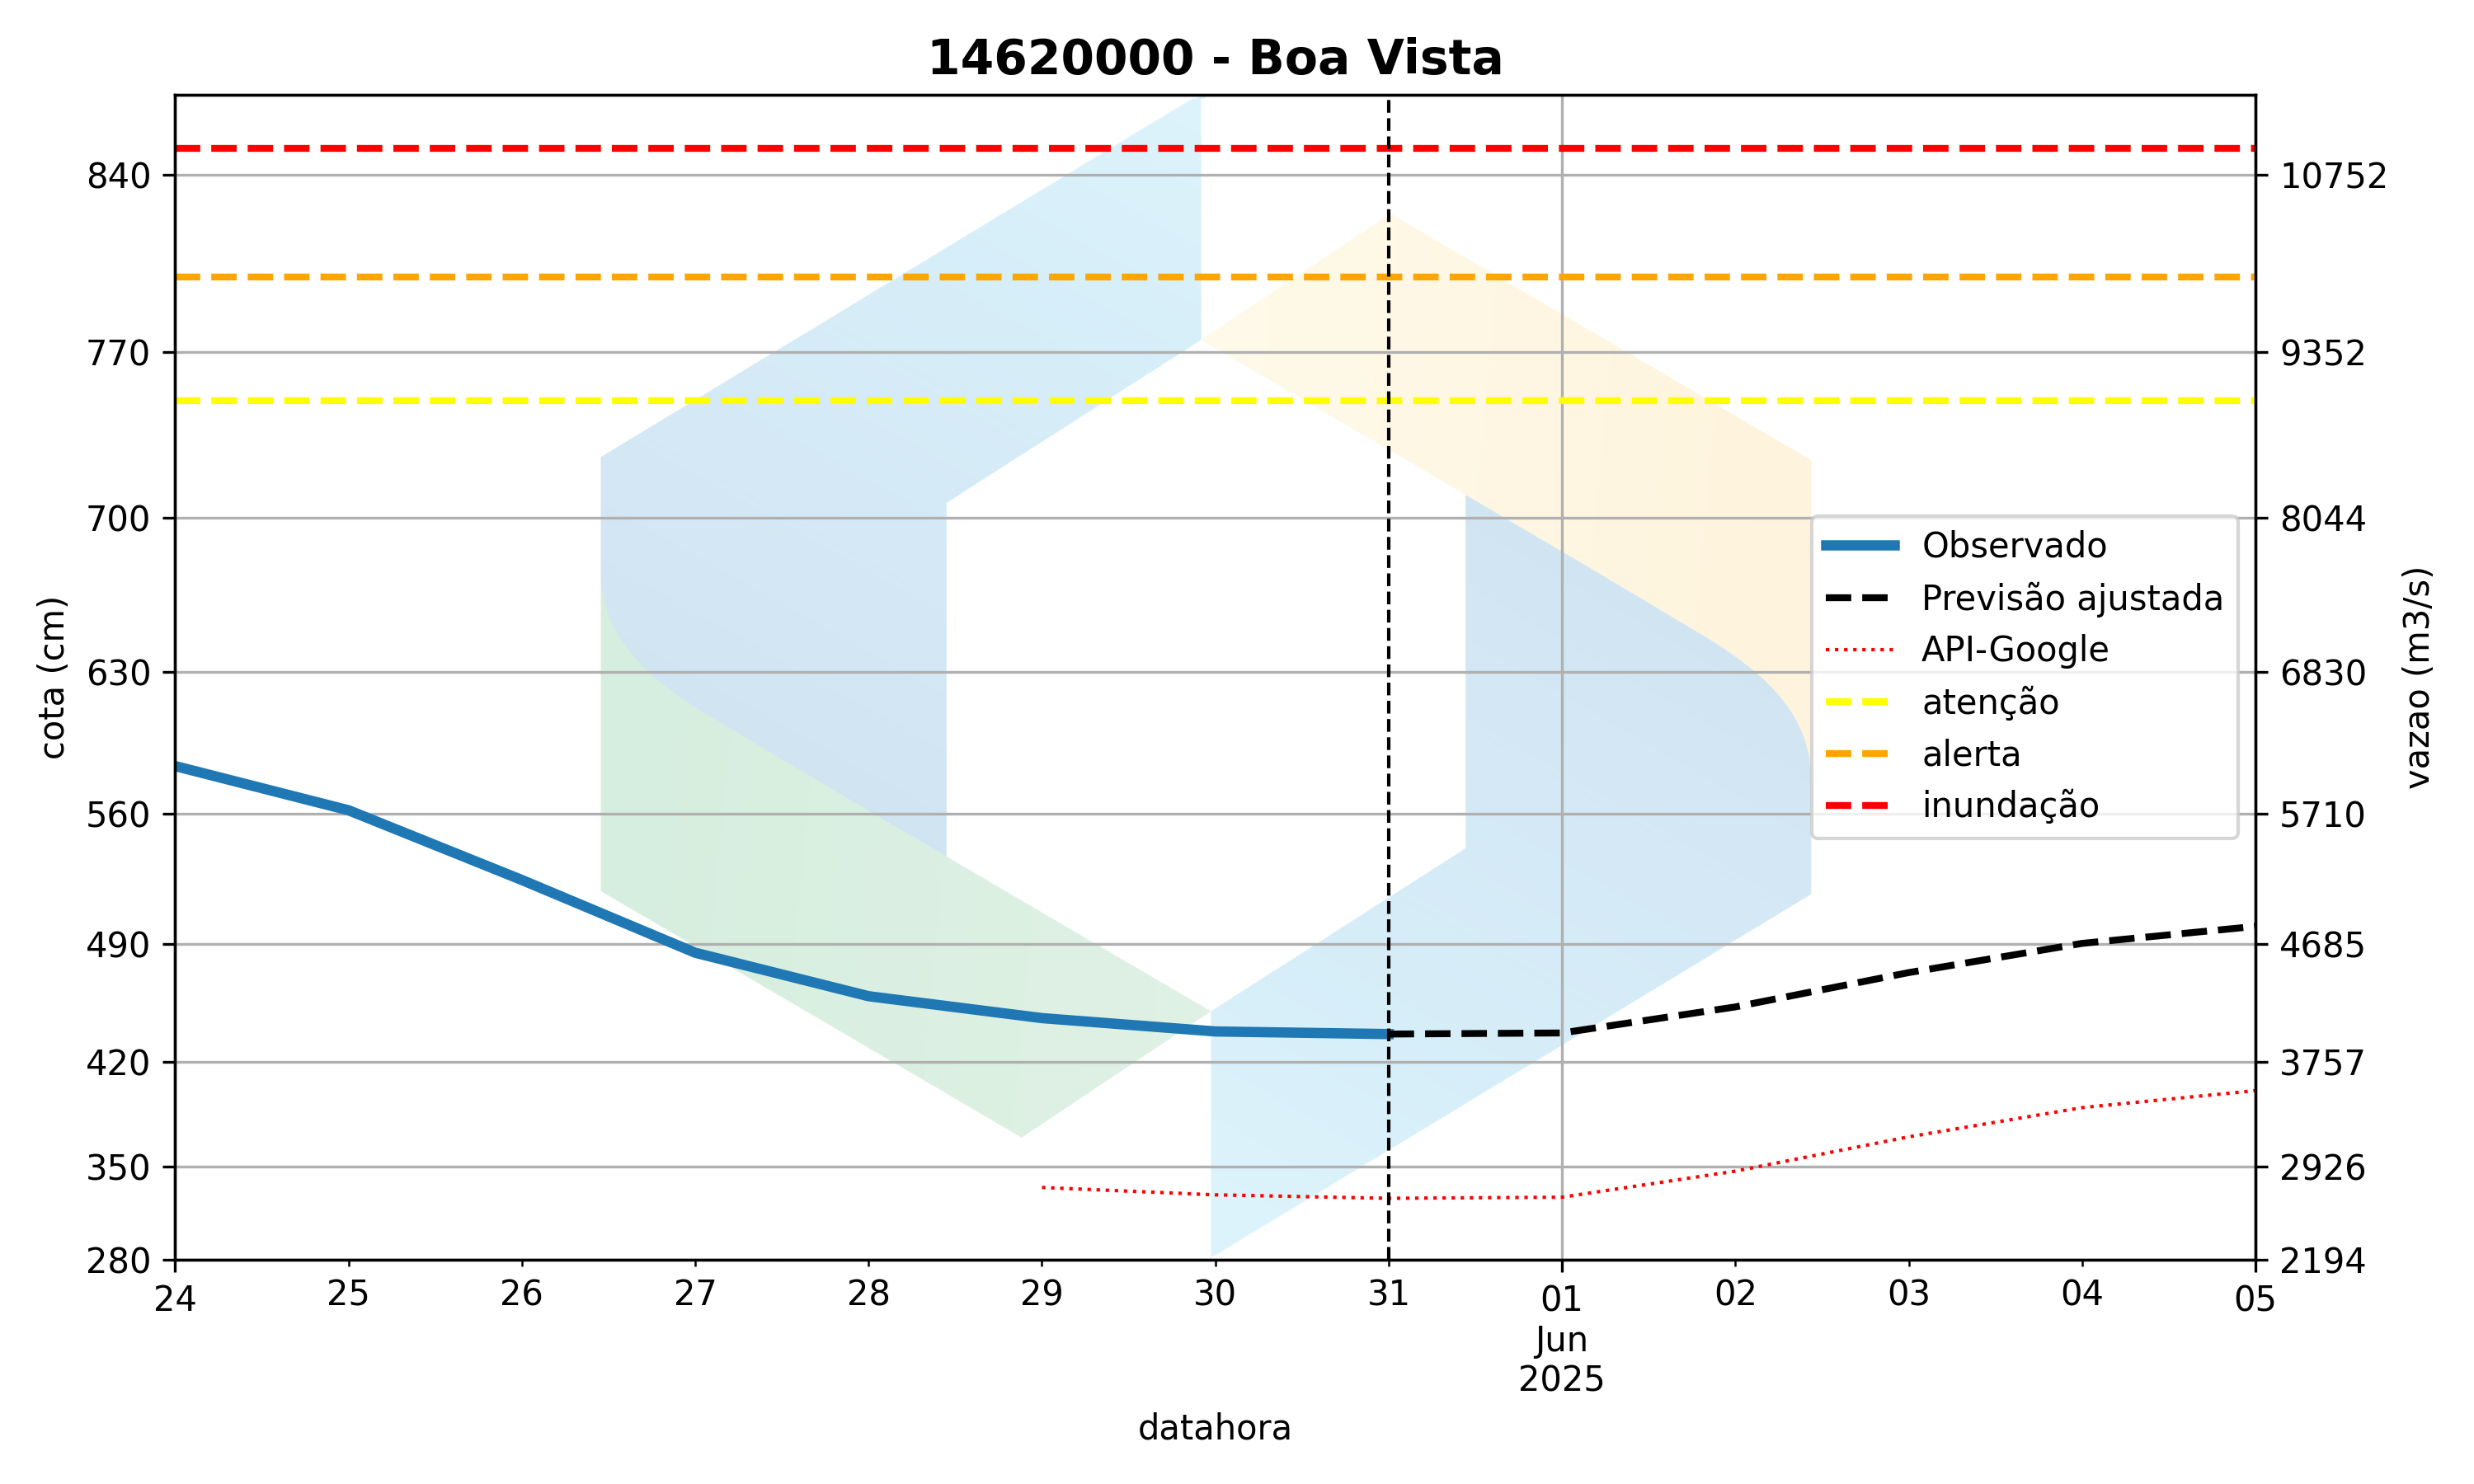 14620000 - Boa Vista
840
770
700
630
560
490
420
350
280
cota (cm)
10752
9352
8044
6830
5710
4685
3757
2926
2194
vazao (m3/s)
Observado
Previsão ajustada
API-Google
atenção
alerta
inundação
24 25 26 27 28 29 30 31 01 02 03 04 05
Jun
2025
datahora